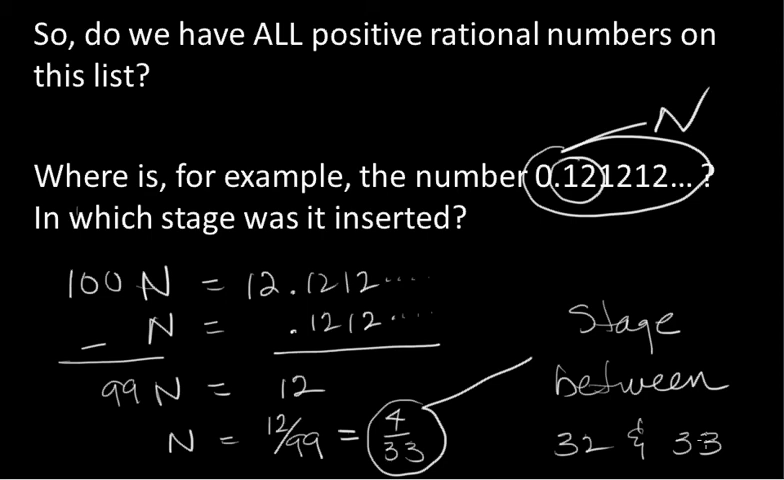 So, do we have ALL positive rational numbers on
this list?
N
Where is, for example, the number 0.121212... ?
In which stage was it inserted?
100 N = 12.1212....
– N = .1212....
99 N = 12
N = 12/99 = 4/33
Stage
between
32 & 33